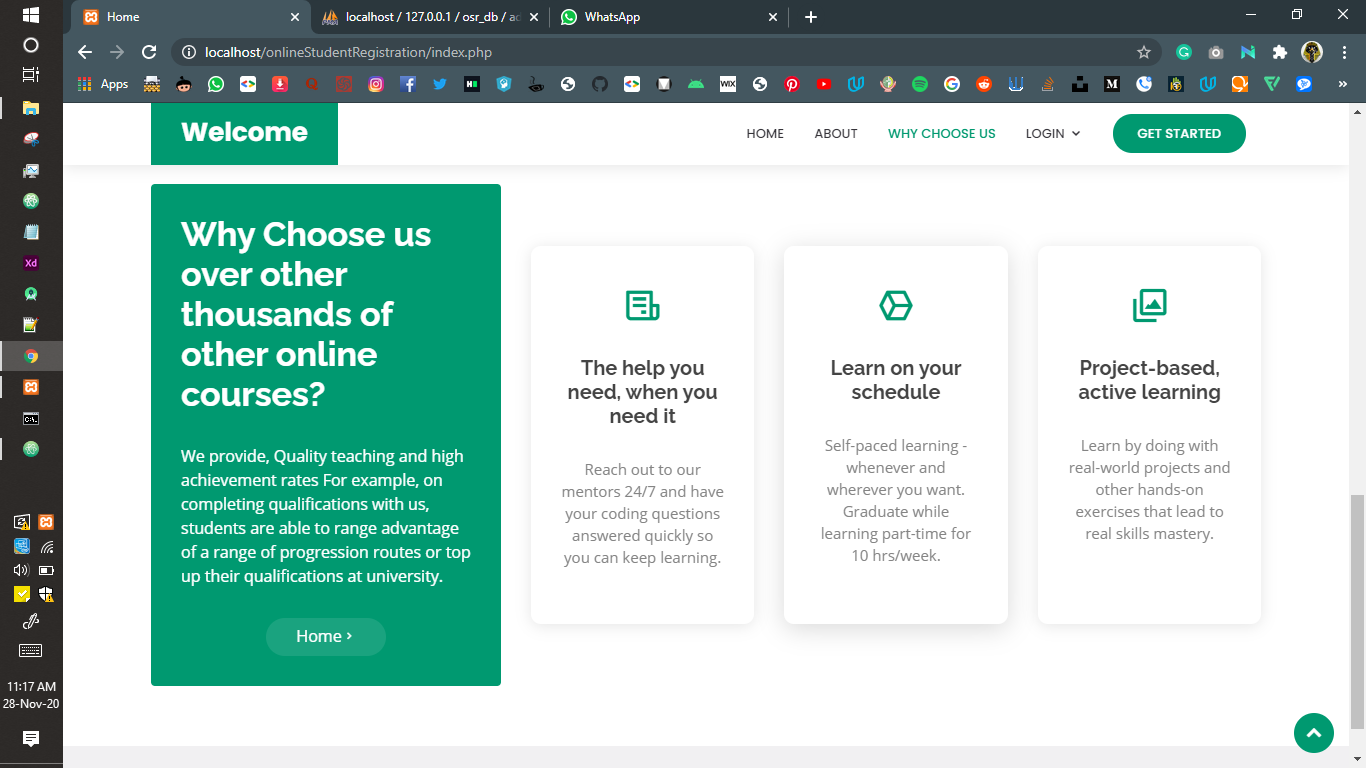 Home
localhost / 127.0.0.1 / osr_db / ad
WhatsApp
localhost/onlineStudentRegistration/index.php
Apps
Welcome
HOME
ABOUT
WHY CHOOSE US
LOGIN
GET STARTED
Why Choose us
over other
thousands of
other online
courses?
We provide, Quality teaching and high
achievement rates For example, on
completing qualifications with us,
students are able to range advantage
of a range of progression routes or top
up their qualifications at university.
Home
The help you
need, when you
need it
Reach out to our
mentors 24/7 and have
your coding questions
answered quickly so
you can keep learning.
Learn on your
schedule
Self-paced learning -
whenever and
wherever you want.
Graduate while
learning part-time for
10 hrs/week.
Project-based,
active learning
Learn by doing with
real-world projects and
other hands-on
exercises that lead to
real skills mastery.
Xd
11:17 AM
28-Nov-20